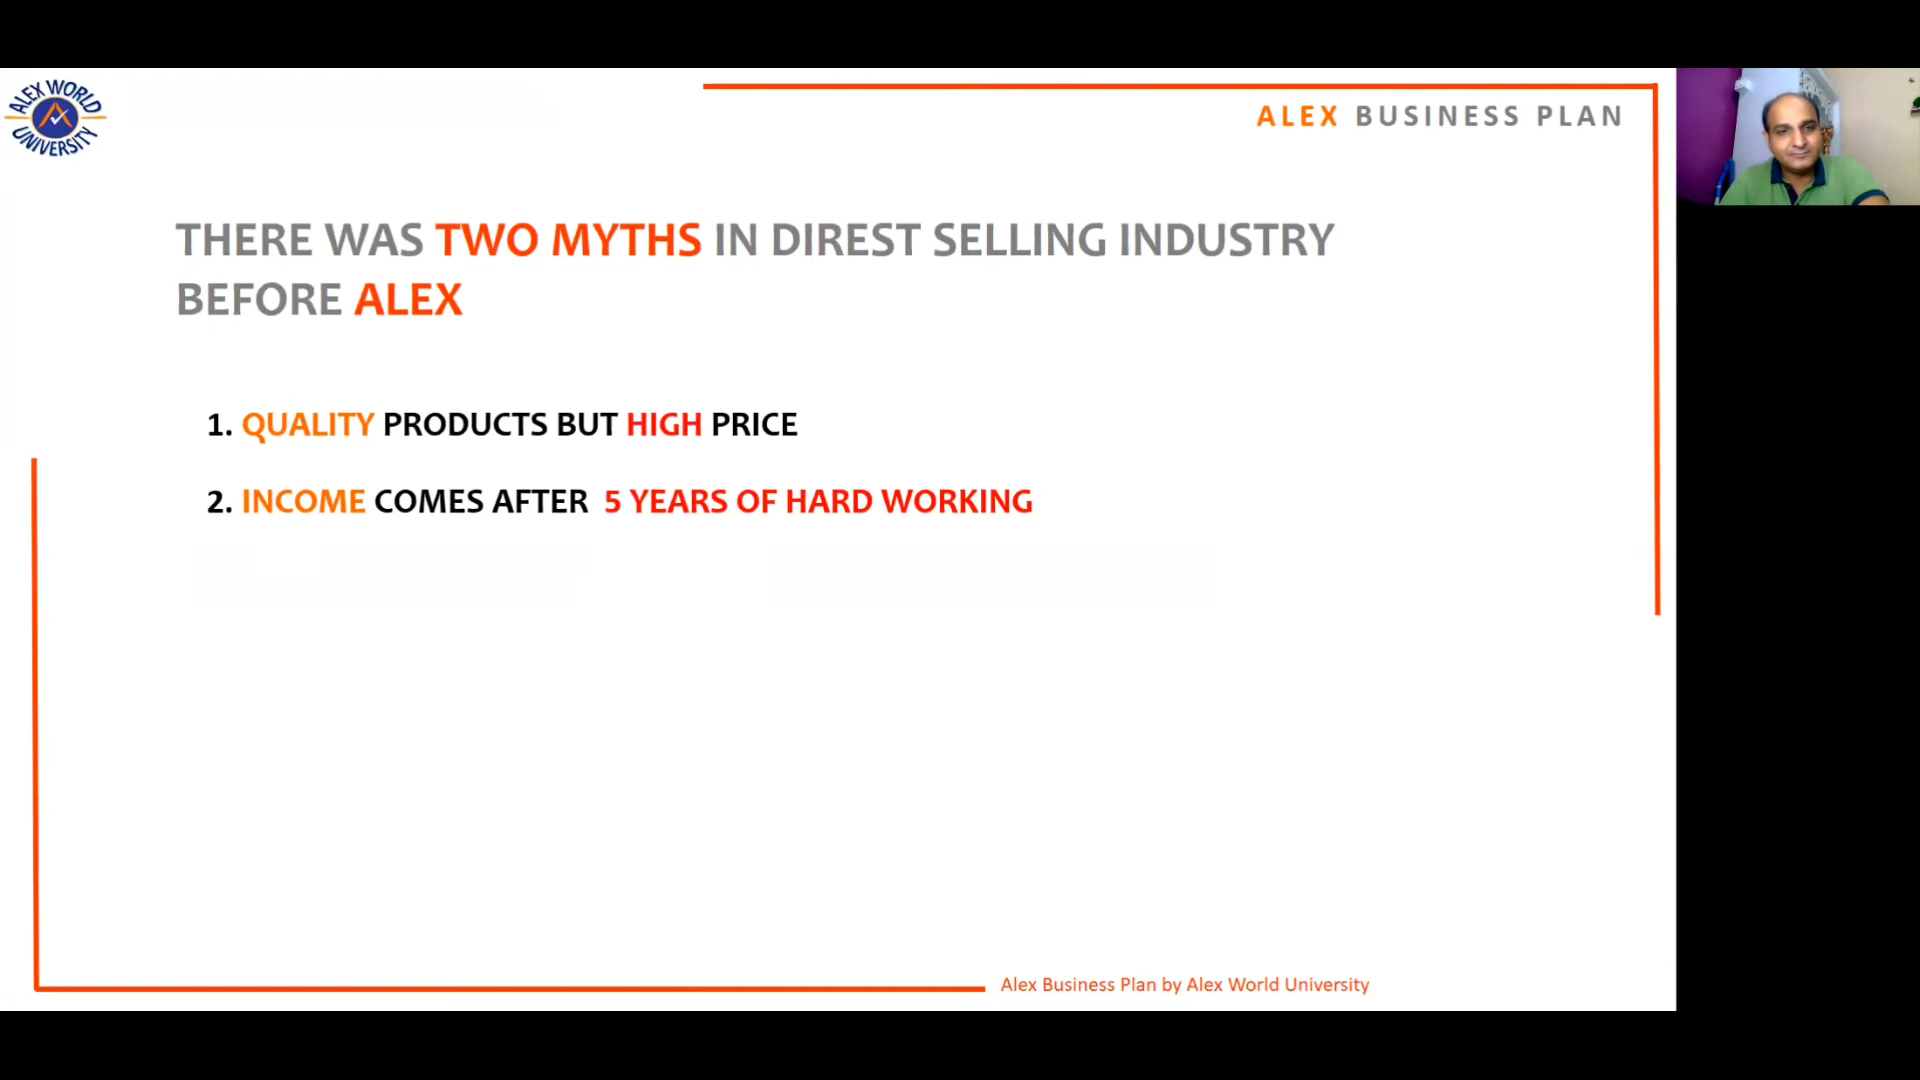 ALEX WORLD
UNIVERSITY
ALEX BUSINESS PLAN
THERE WAS TWO MYTHS IN DIREST SELLING INDUSTRY
BEFORE ALEX
1. QUALITY PRODUCTS BUT HIGH PRICE
2. INCOME COMES AFTER 5 YEARS OF HARD WORKING
Alex Business Plan by Alex World University